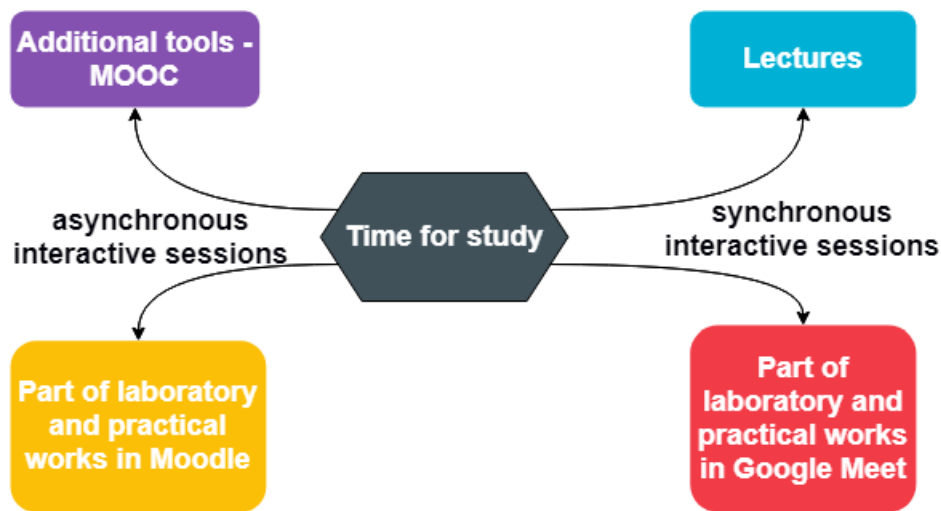 Additional tools -
MOOC
Lectures
asynchronous
interactive sessions
Time for study
synchronous
interactive sessions
Part of laboratory
and practical
works in Moodle
Part of
laboratory and
practical works
in Google Meet